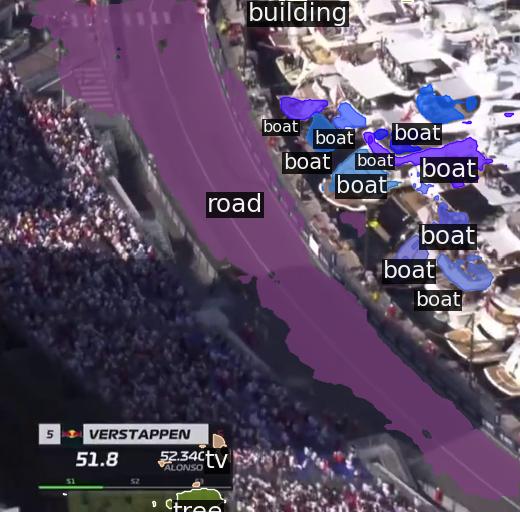 building
boat
boat
boat
boat
boat
boat
boat
road
boat
boat
boat
5 VERSTAPPEN
51.8 52.340
ALONSO
tv
S1 S2
tree